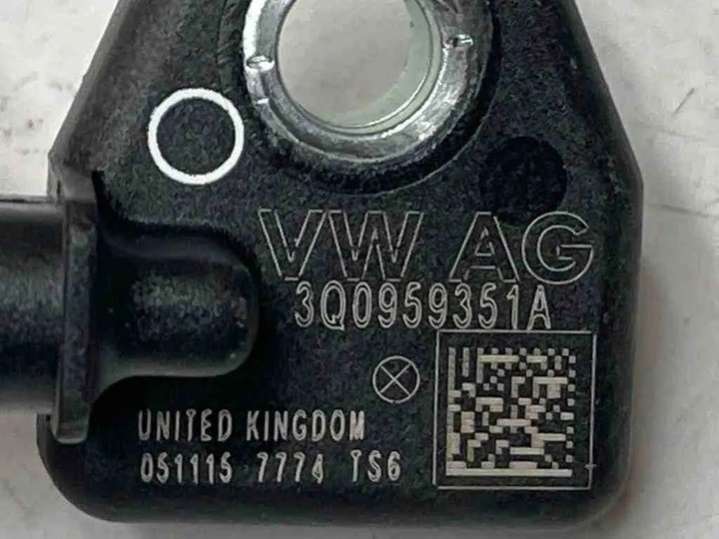 VW AG
3Q0959351A
UNITED KINGDOM
051115 7774 TS6